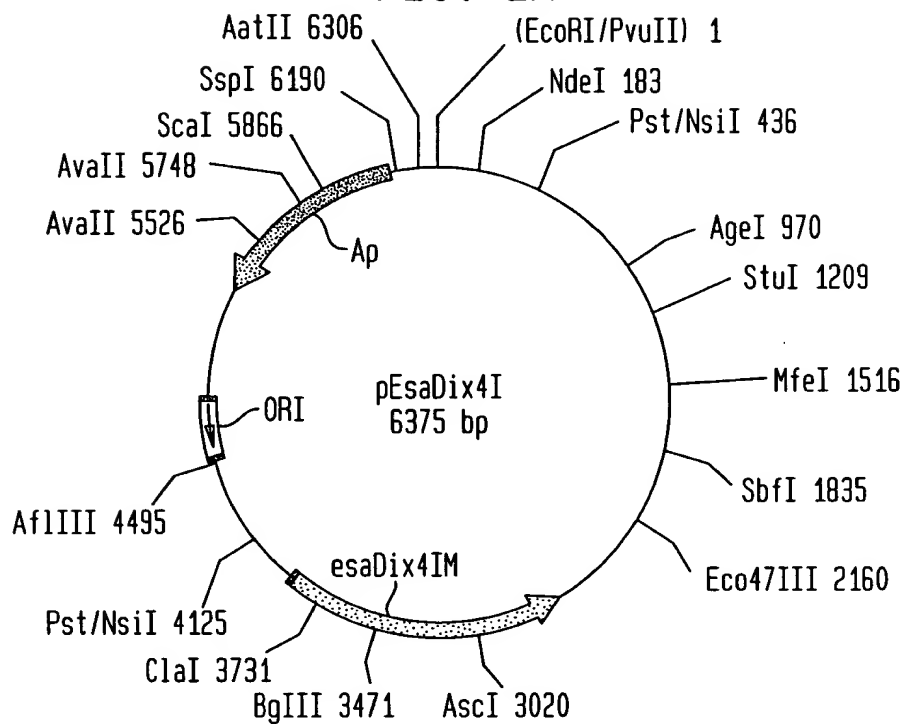 AatII 6306
(EcoRI/PvuII) 1
SspI 6190
NdeI 183
ScaI 5866
Pst/NsiI 436
AvaII 5748
AvaII 5526
Ap
AgeI 970
StuI 1209
MfeI 1516
pEsaDix4I
6375 bp
ORI
SbfI 1835
AflIII 4495
Eco47III 2160
esaDix4IM
Pst/NsiI 4125
ClaI 3731
BglII 3471
AscI 3020